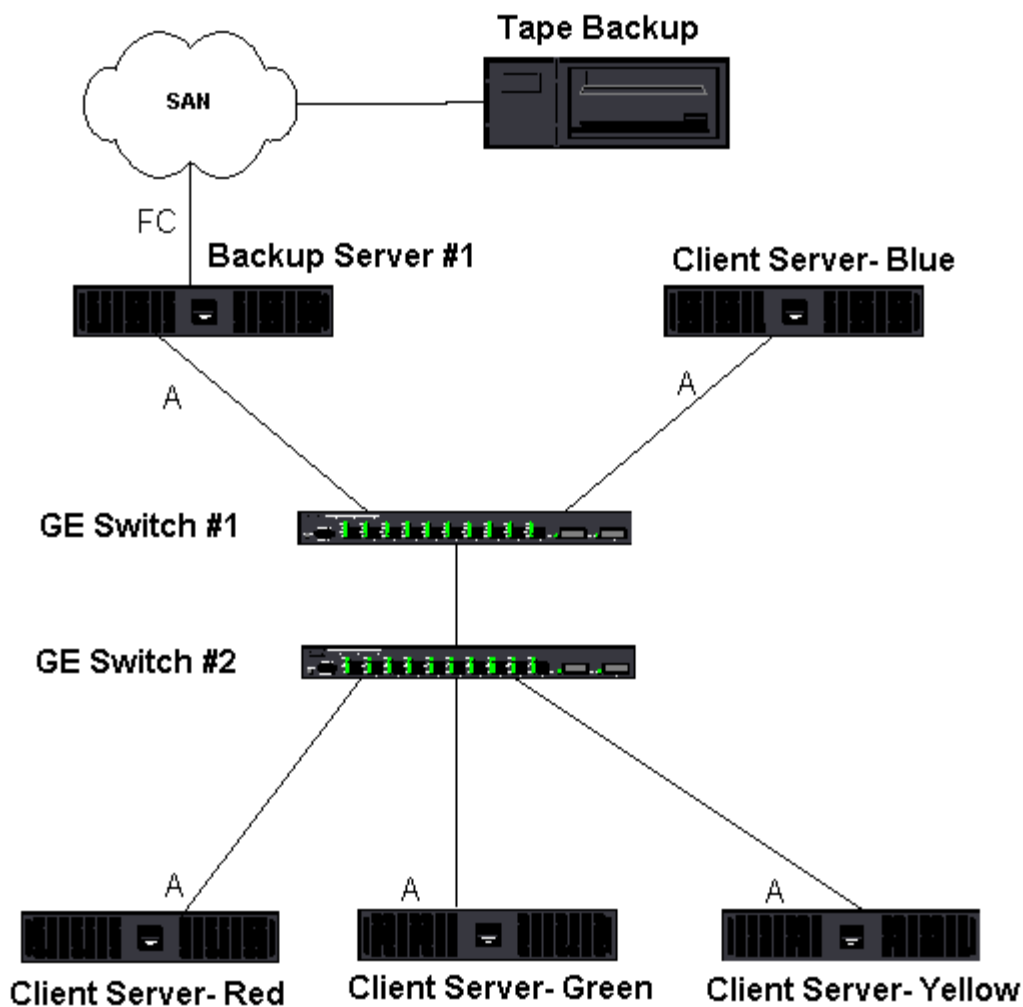 Tape Backup
SAN
FC
Backup Server #1
Client Server- Blue
A
A
GE Switch #1
GE Switch #2
A
A
A
Client Server- Red
Client Server- Green
Client Server- Yellow